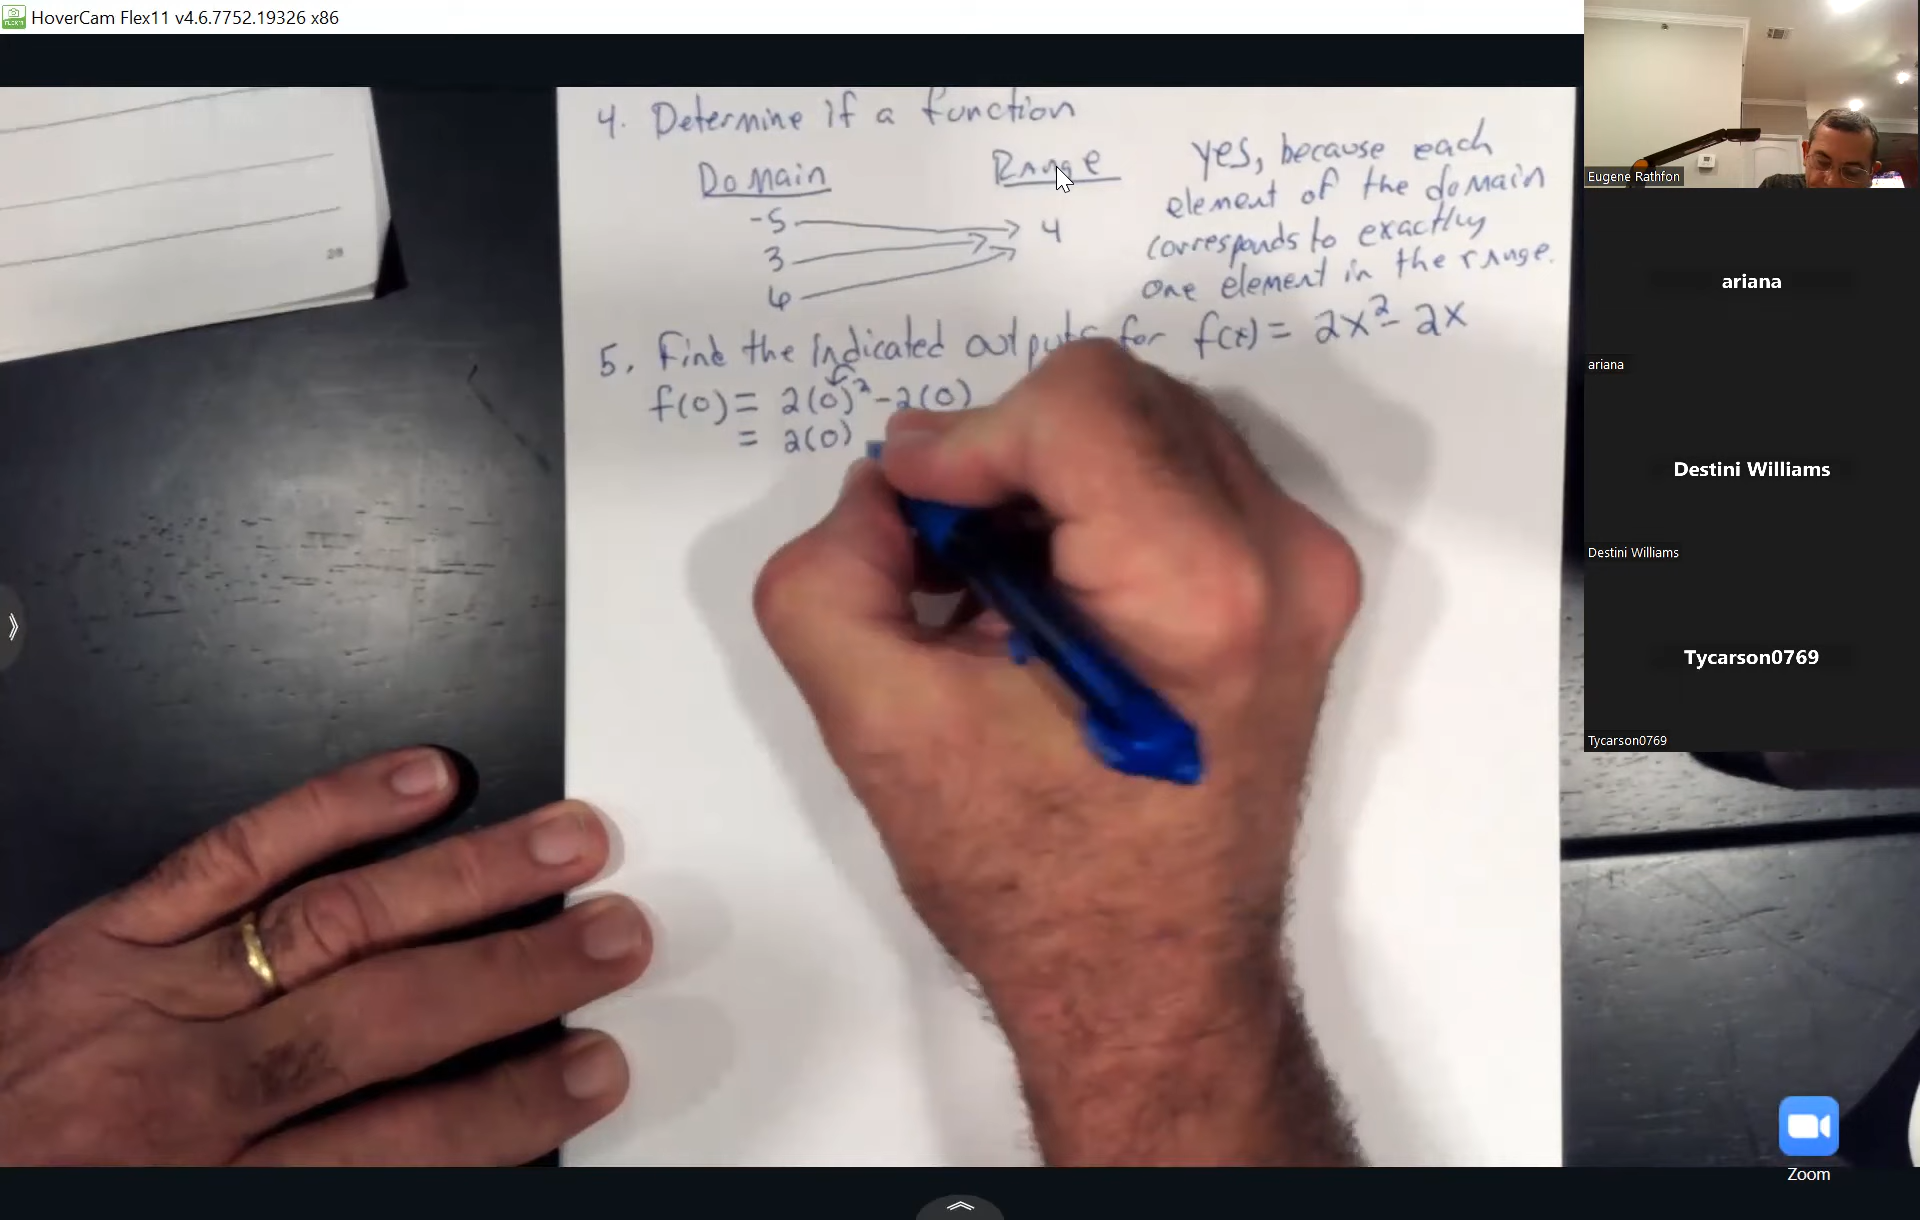 HoverCam Flex11 v4.6.7752.19326 x86
4. Determine if a function
Domain Range
-5
3
6
4
yes, because each
element of the domain
corresponds to exactly
one element in the range.
5. Find the indicated outputs for f(x) = 2x² - 2x
f(0) = 2(0)² - 2(0)
= 2(0)
28
Eugene Rathfon
ariana
ariana
Destini Williams
Destini Williams
Tycarson0769
Tycarson0769
Zoom